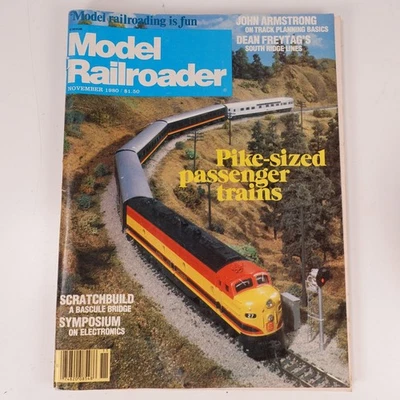 Model railroading is fun
Model
Railroader
NOVEMBER 1980 : $1.50
JOHN ARMSTRONG
ON TRACK PLANNING BASICS
DEAN FREYTAG'S
SOUTH RIDGE LINES
Pike-sized
passenger
trains
27
SCRATCHBUILD
A BASCULE BRIDGE
SYMPOSIUM
ON ELECTRONICS